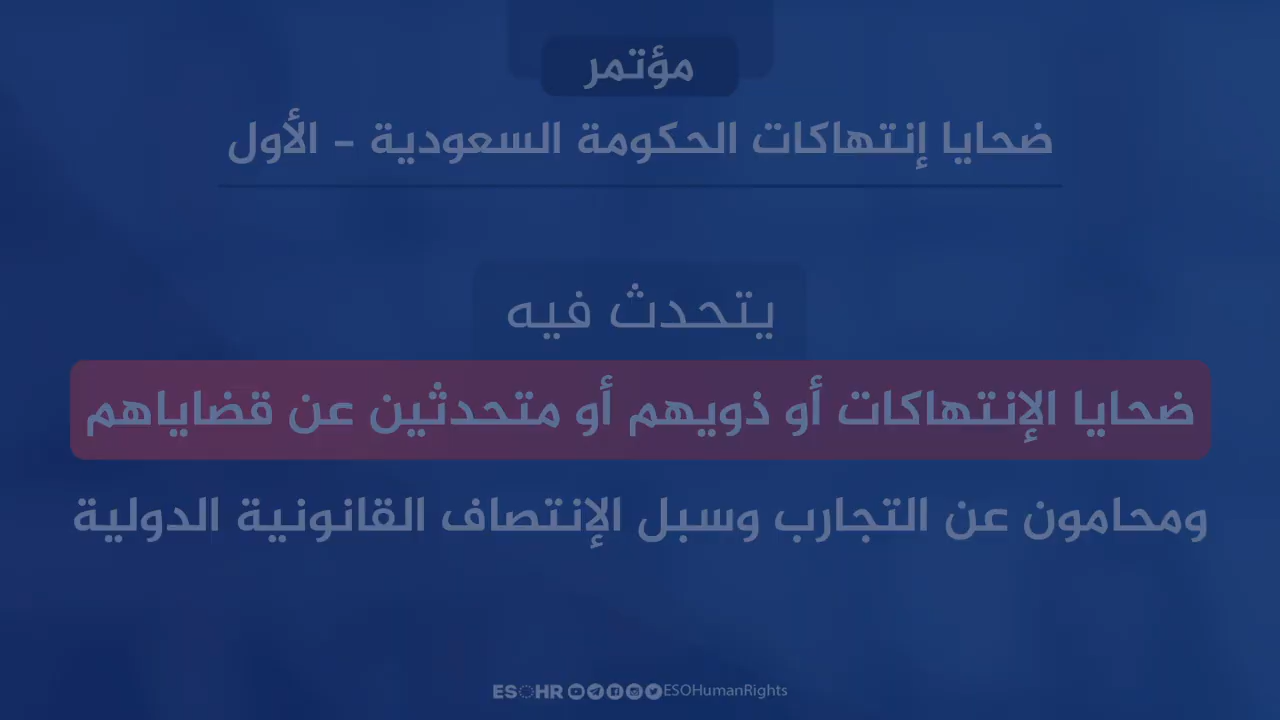 مؤتمر
ضحايا إنتهاكات الحكومة السعودية - الأول
يتحدث فيه
ضحايا الإنتهاكات أو ذويهم أو متحدثين عن قضاياهم
ومحامون عن التجارب وسبل الإنتصاف القانونية الدولية
ESOHR ESOHumanRights